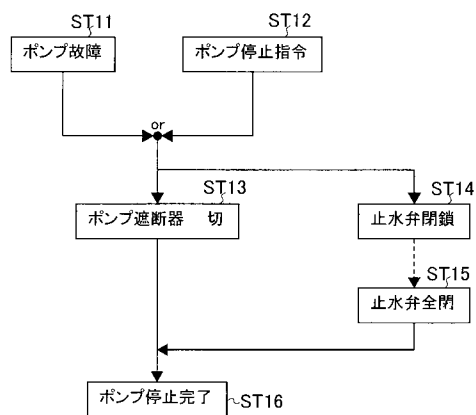 ST11
ポンプ故障
ST12
ポンプ停止指令
or
ST13
ポンプ遮断器 切
ST14
止水弁閉鎖
ST15
止水弁全閉
ポンプ停止完了
ST16